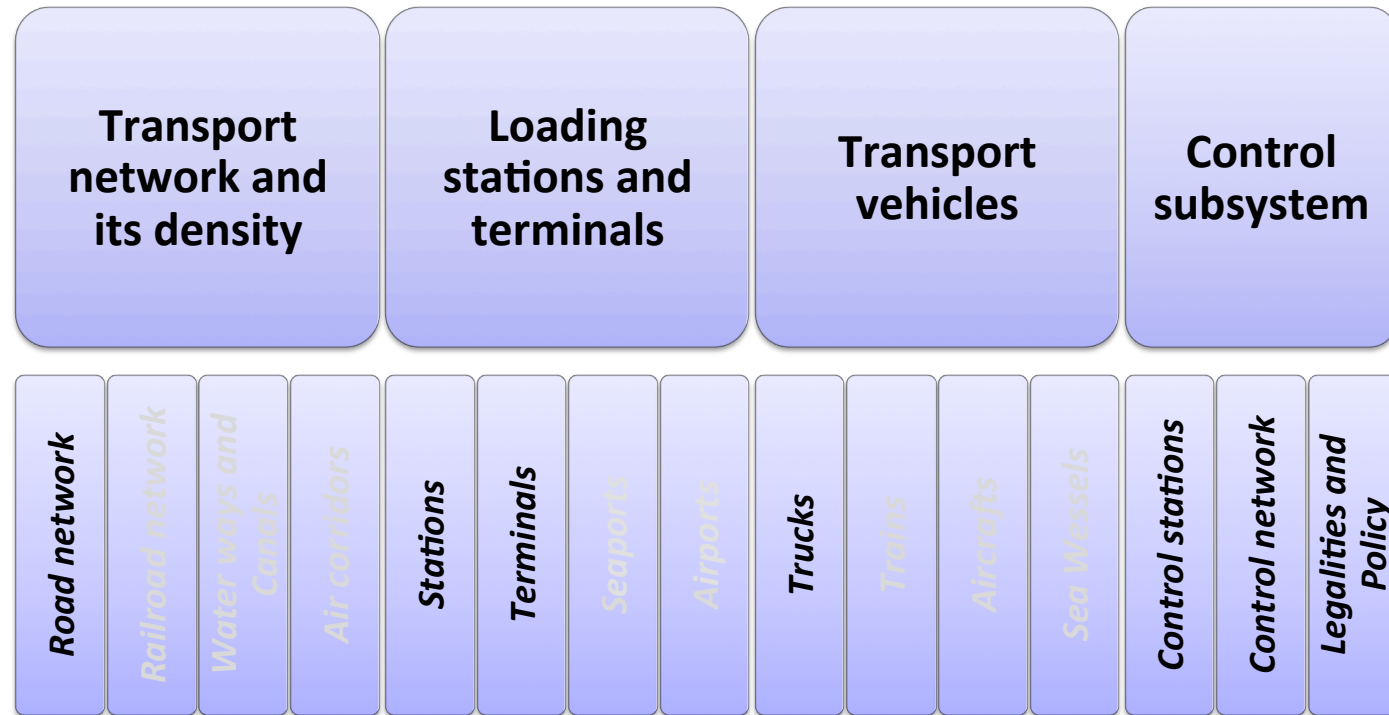 Transport
network and
its density
Loading
stations and
terminals
Transport
vehicles
Control
subsystem
Road network
Railroad network
Water ways and
Canals
Air corridors
Stations
Terminals
Seaports
Airports
Trucks
Trains
Aircrafts
Sea Wessels
Control stations
Control network
Legalities and
Policy